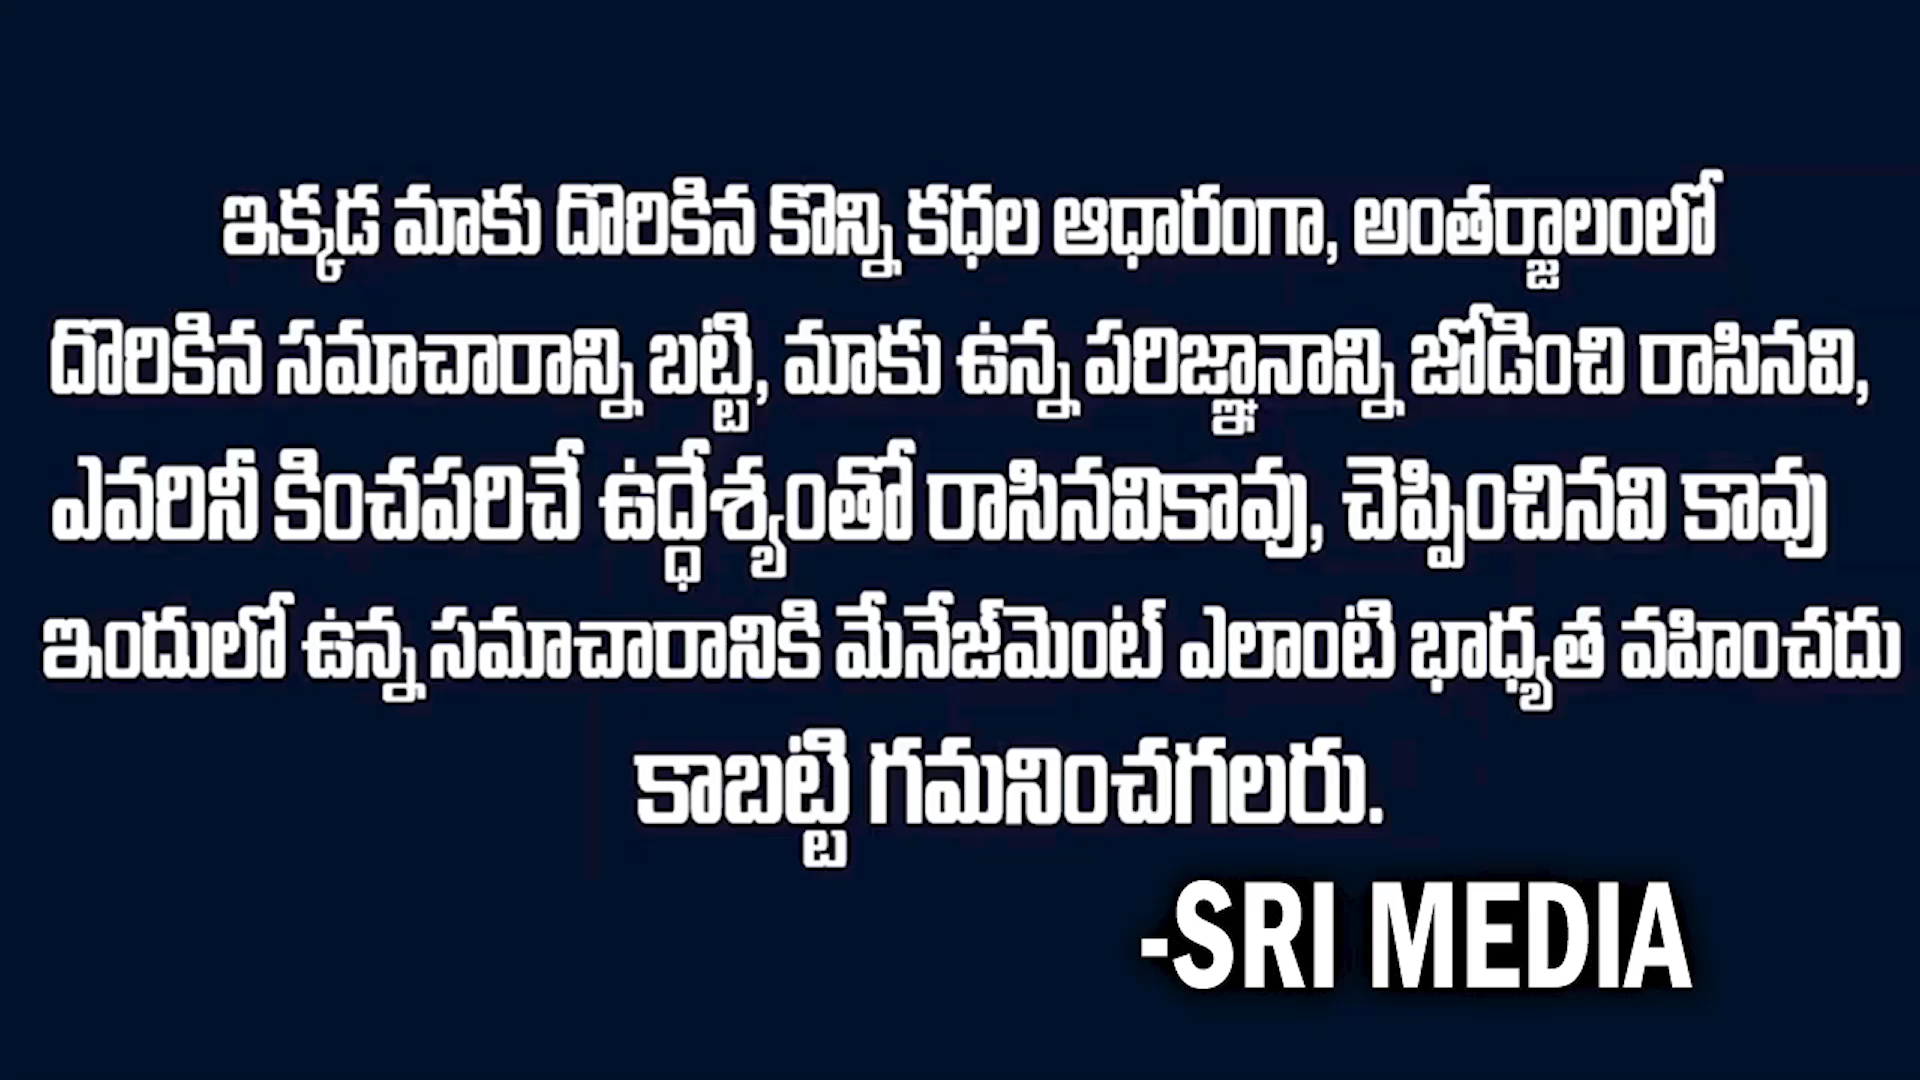 ఇక్కడ మాకు దొరికిన కొన్ని కధల ఆధారంగా, అంతర్జాలంలో
దొరికిన సమాచారాన్ని బట్టి, మాకు ఉన్న పరిజ్ఞానాన్ని జోడించి రాసినవి,
ఎవరినీ కించపరిచే ఉద్ధేశ్యంతో రాసినవికావు, చెప్పించినవి కావు
ఇందులో ఉన్న సమాచారానికి మేనేజ్‌మెంట్ ఎలాంటి భాధ్యత వహించదు
కాబట్టి గమనించగలరు.
-SRI MEDIA